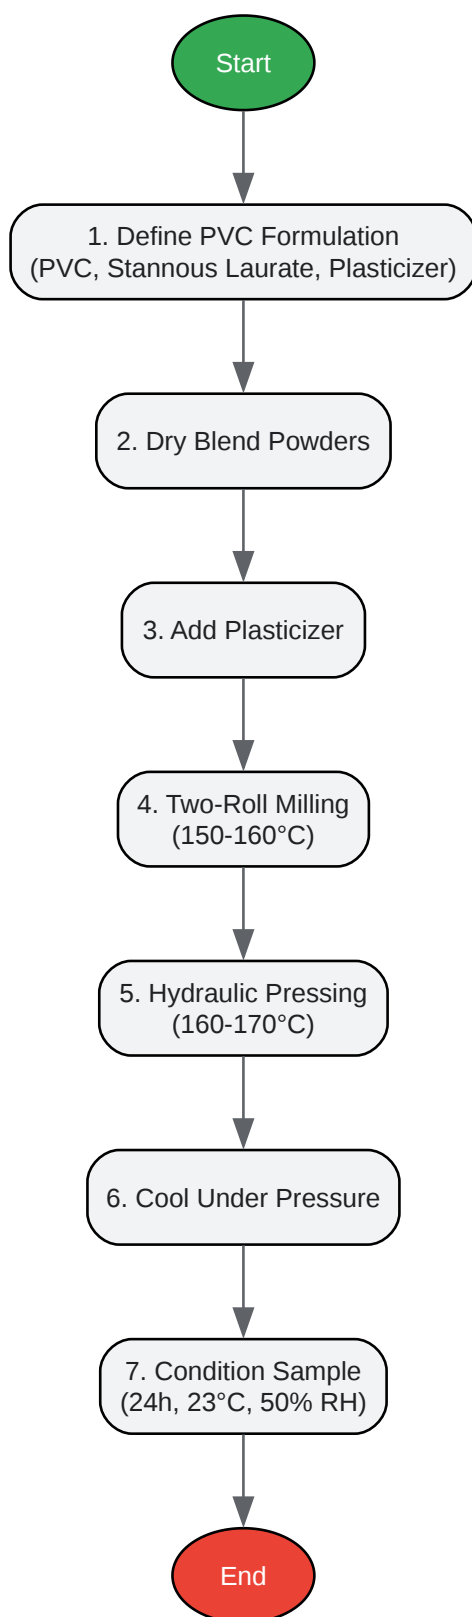 Start
1. Define PVC Formulation
(PVC, Stannous Laurate, Plasticizer)
2. Dry Blend Powders
3. Add Plasticizer
4. Two-Roll Milling
(150-160°C)
5. Hydraulic Pressing
(160-170°C)
6. Cool Under Pressure
7. Condition Sample
(24h, 23°C, 50% RH)
End